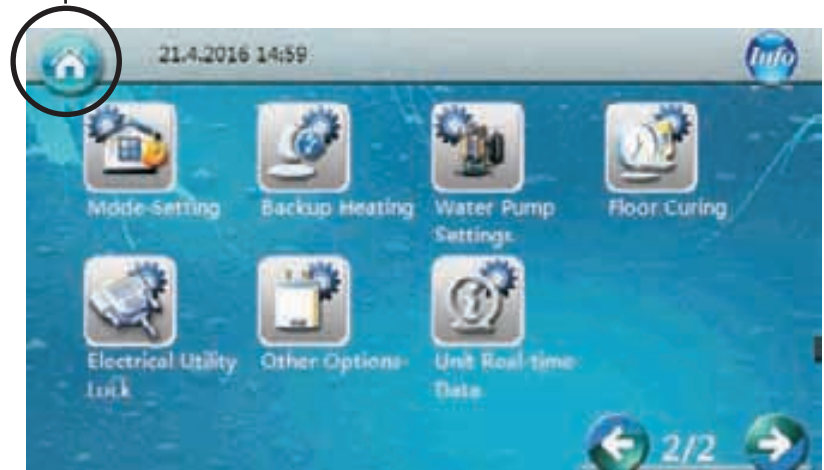 21.4.2016 14:59
Info
Mode-Setting
Backup Heating
Water Pump
Settings
Floor Curing
Electrical Utility
Lock
Other Options
Unit Real-time
Data
2/2